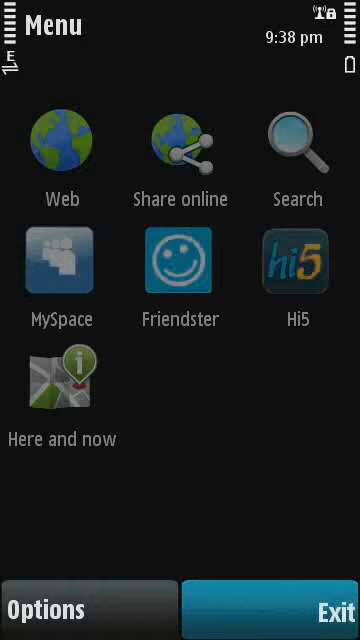 Menu
9:38 pm
E
Web
Share online
Search
hi5
MySpace
Friendster
Hi5
i
Here and now
Options
Exit